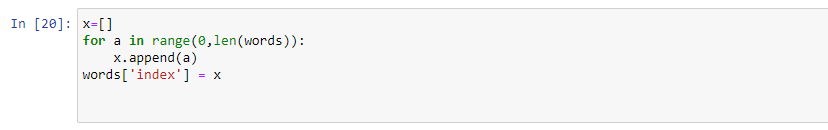 In [20]: x=[]
for a in range(0,len(words)):
    x.append(a)
words['index'] = x